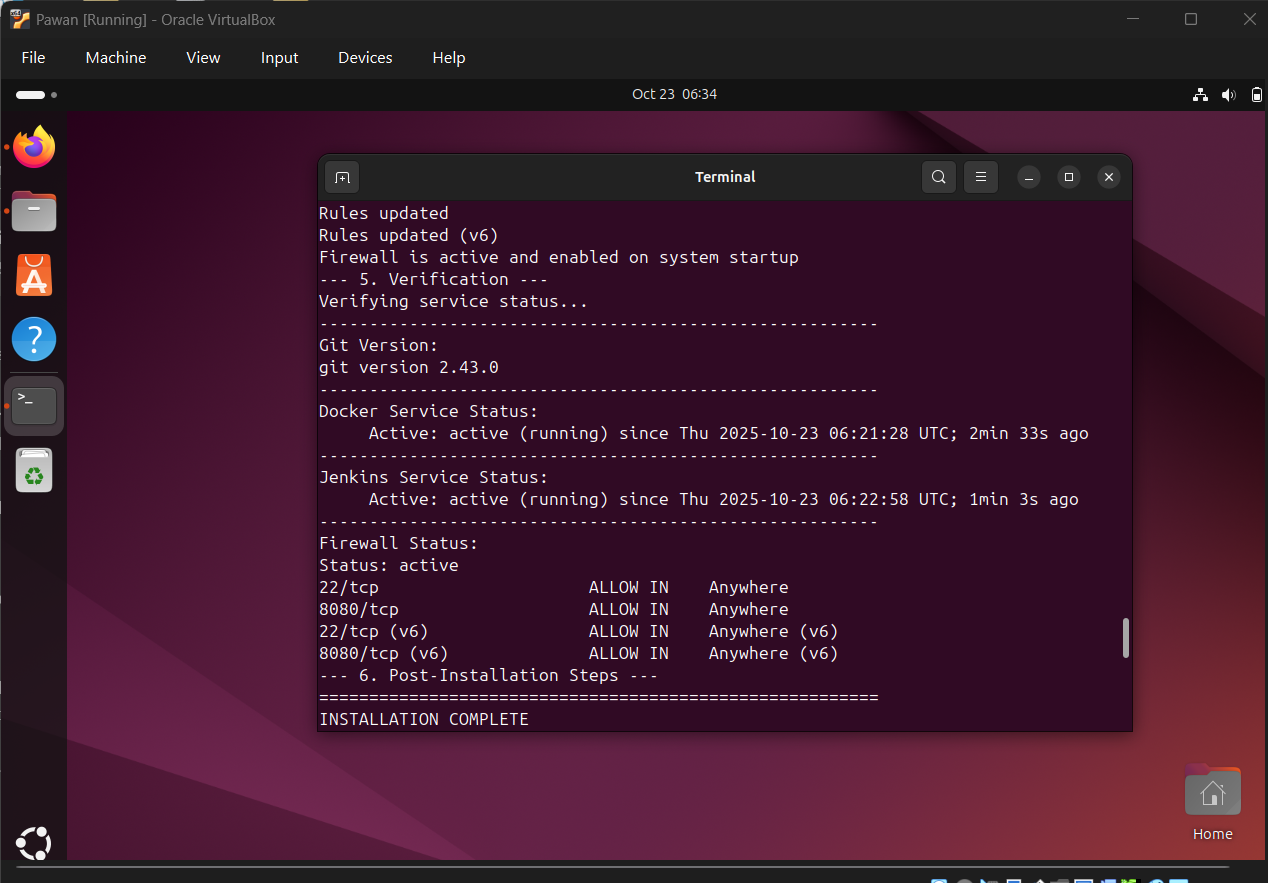 Pawan [Running] - Oracle VirtualBox
File Machine View Input Devices Help
Oct 23 06:34
Terminal
Rules updated
Rules updated (v6)
Firewall is active and enabled on system startup
--- 5. Verification ---
Verifying service status...
--------------------------------------------------------
Git Version:
git version 2.43.0
--------------------------------------------------------
Docker Service Status:
     Active: active (running) since Thu 2025-10-23 06:21:28 UTC; 2min 33s ago
--------------------------------------------------------
Jenkins Service Status:
     Active: active (running) since Thu 2025-10-23 06:22:58 UTC; 1min 3s ago
--------------------------------------------------------
Firewall Status:
Status: active
22/tcp                     ALLOW IN    Anywhere
8080/tcp                   ALLOW IN    Anywhere
22/tcp (v6)                ALLOW IN    Anywhere (v6)
8080/tcp (v6)              ALLOW IN    Anywhere (v6)
--- 6. Post-Installation Steps ---
========================================================
INSTALLATION COMPLETE
Home